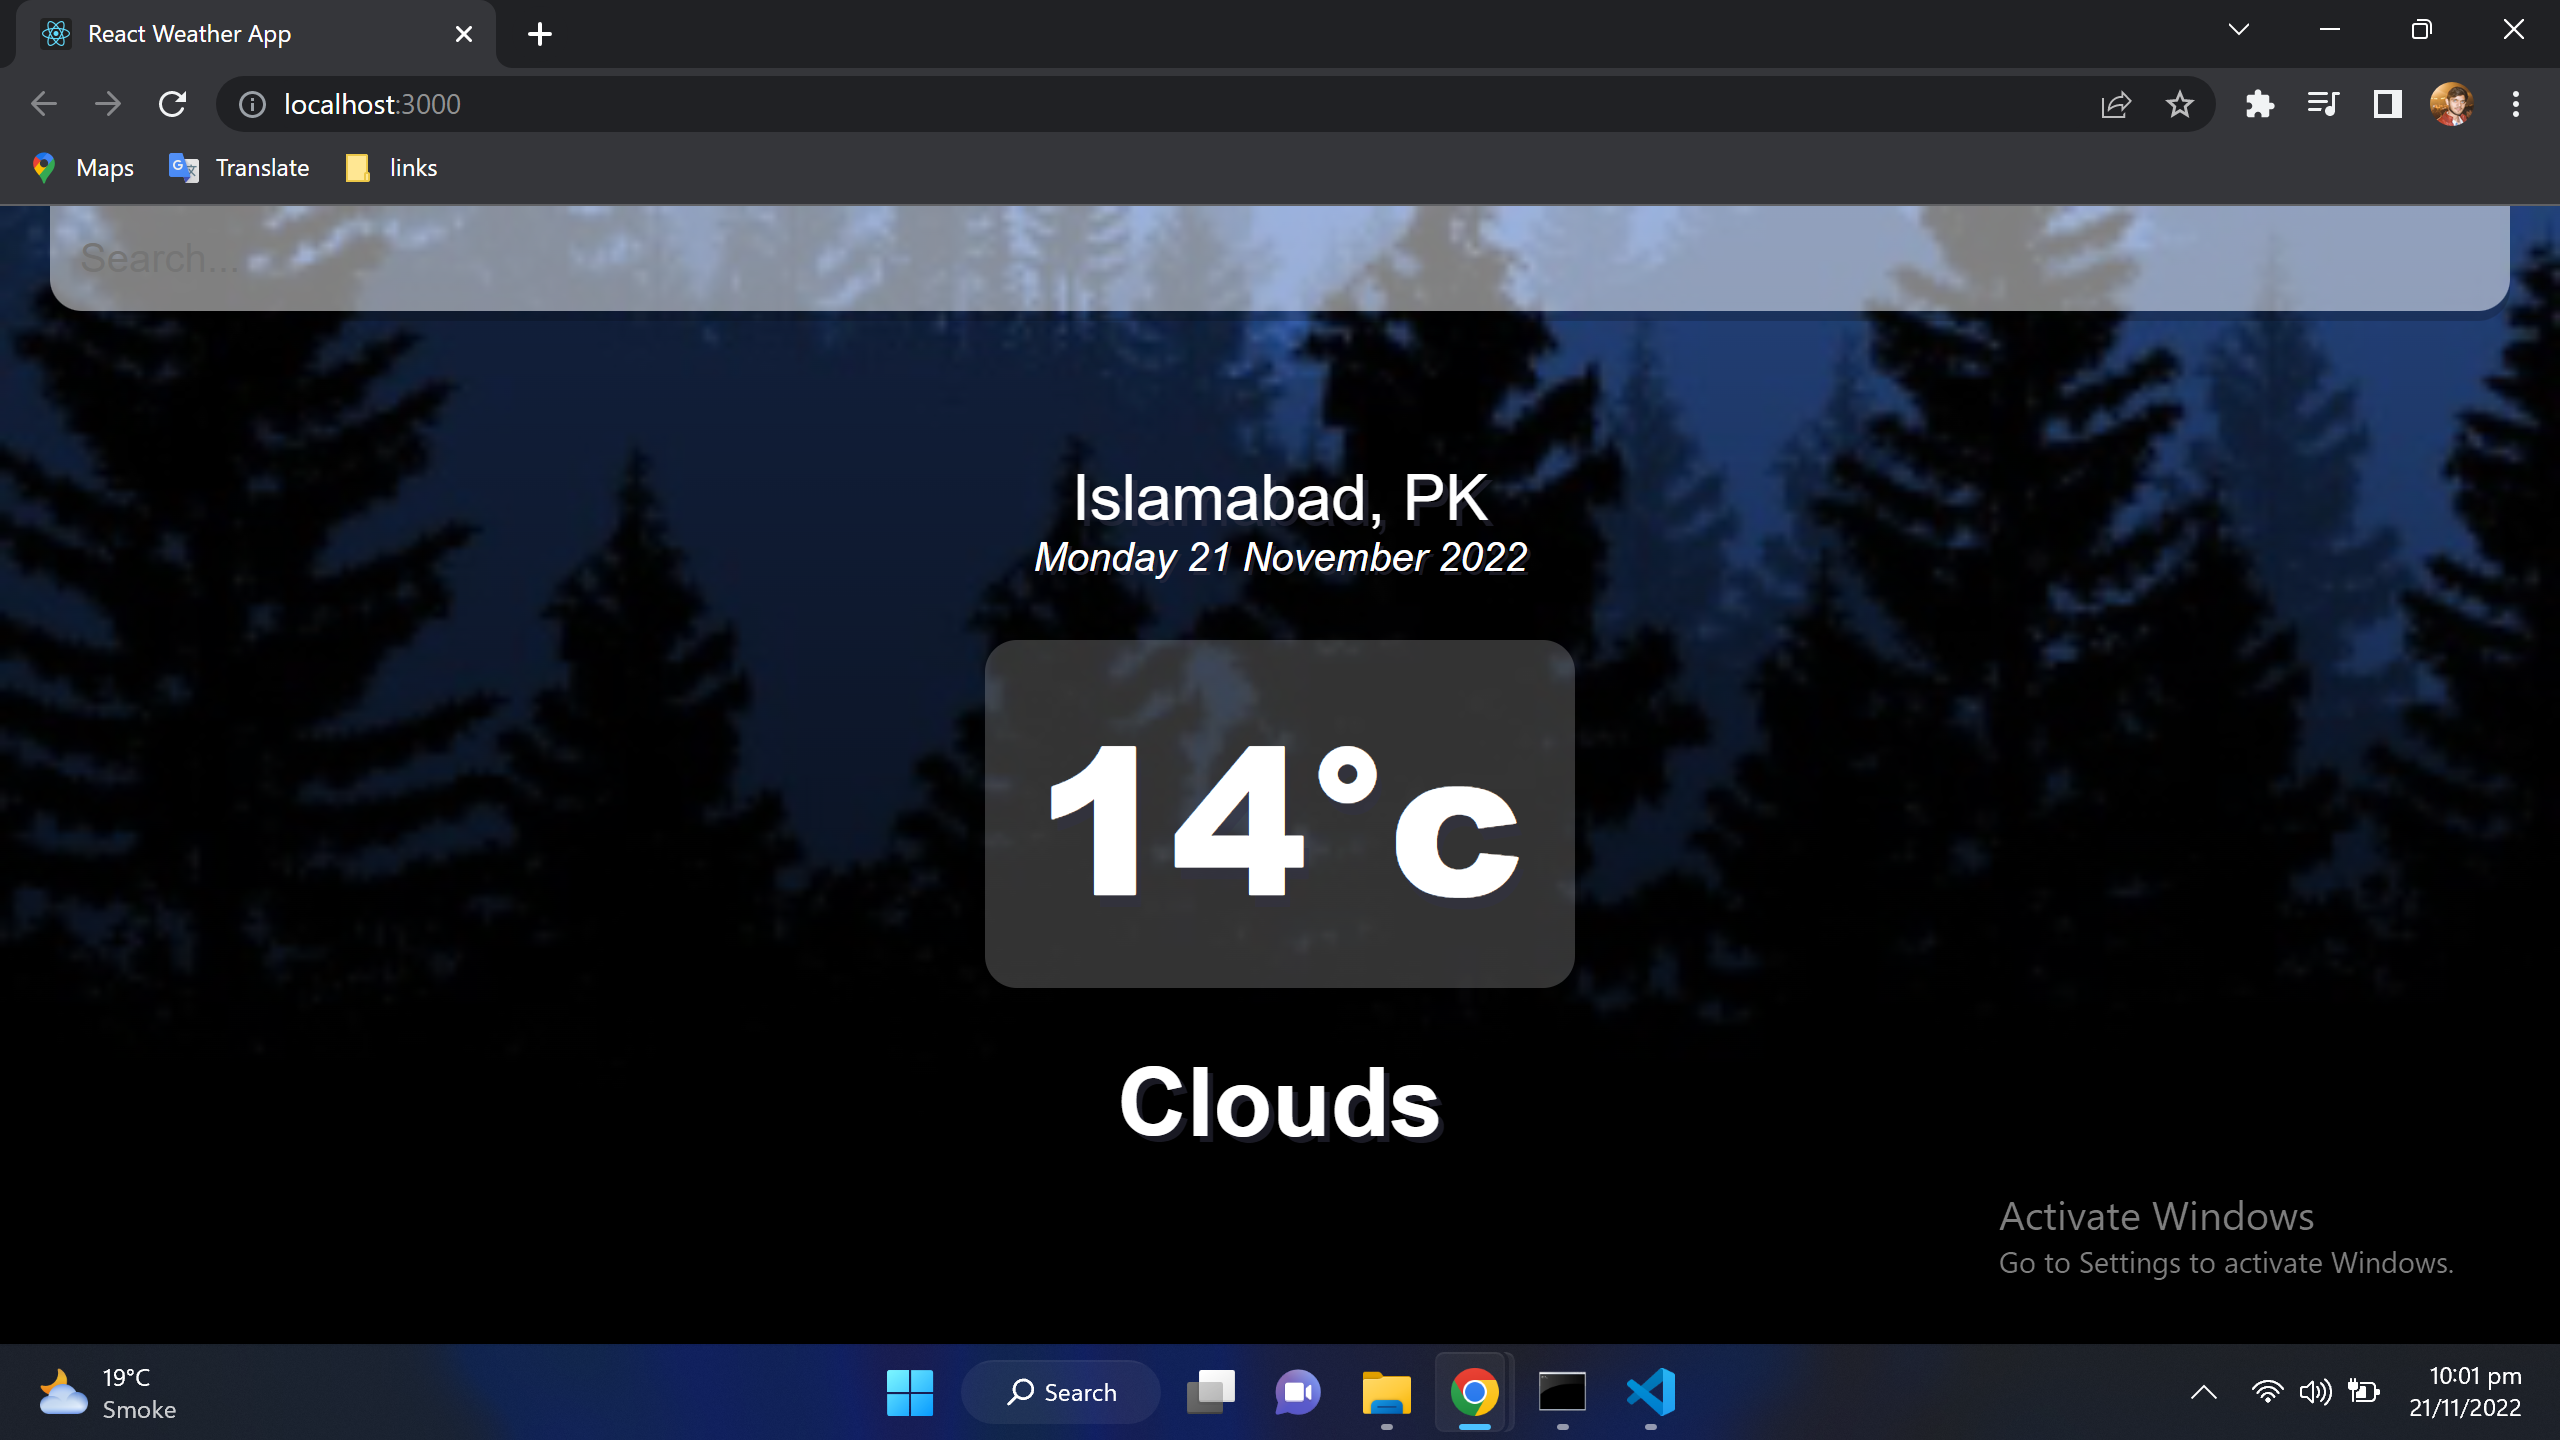 React Weather App
localhost:3000
Maps
Translate
links
Search...
Islamabad, PK
Monday 21 November 2022
14°c
Clouds
Activate Windows
Go to Settings to activate Windows.
19°C
Smoke
Search
10:01 pm
21/11/2022